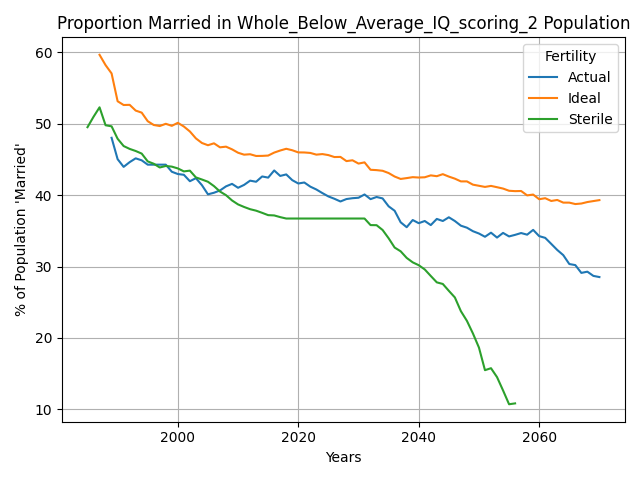 Proportion Married in Whole_Below_Average_IQ_scoring_2 Population
% of Population 'Married'
60
50
40
30
20
10
Fertility
Actual
Ideal
Sterile
2000
2020
2040
2060
Years